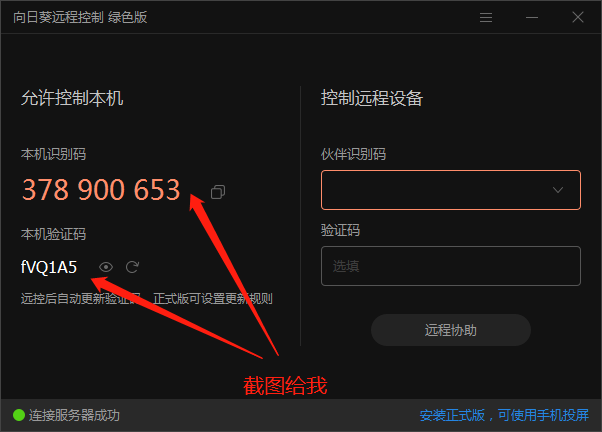 向日葵远程控制 绿色版
允许控制本机
本机识别码
378 900 653
本机验证码
fVQ1A5
远控后自动更新验证码，正式版可设置更新规则
控制远程设备
伙伴识别码
验证码
选填
远程协助
截图给我
连接服务器成功
安装正式版，可使用手机投屏